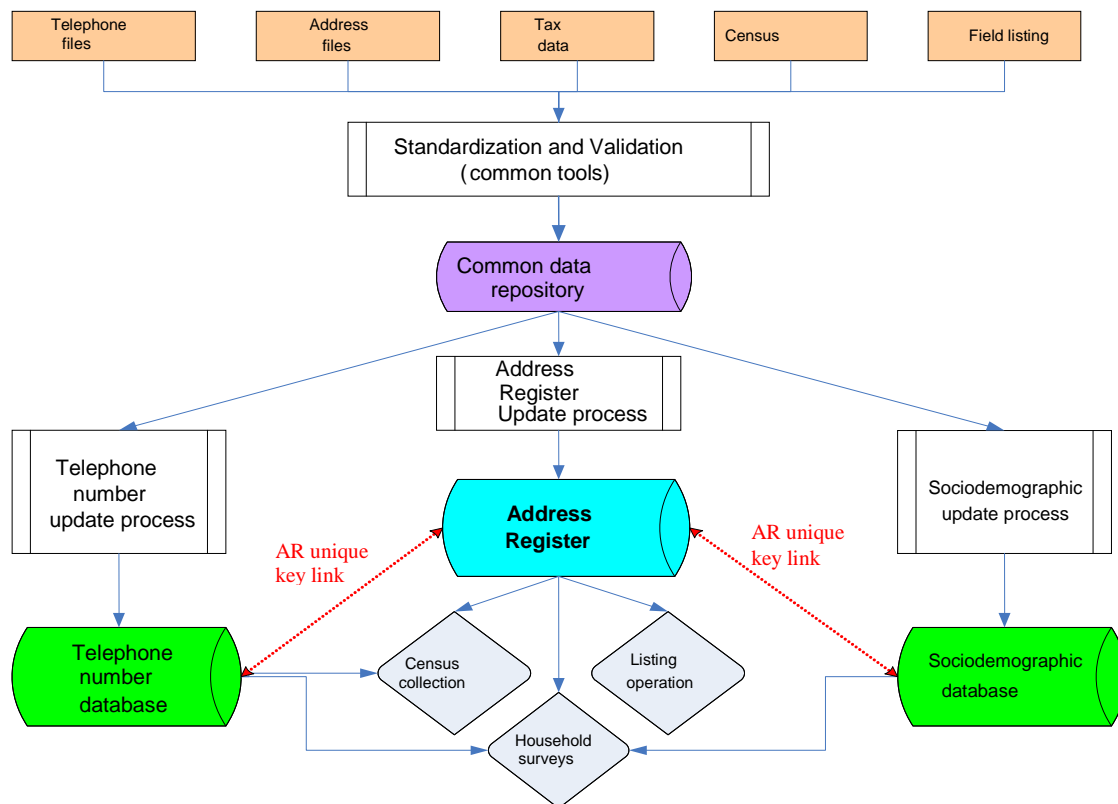 Telephone
files
Address
files
Tax
data
Census
Field listing
Standardization and Validation
(common tools)
Common data
repository
Address
Register
Update process
Telephone
number
update process
Sociodemographic
update process
Address
Register
AR unique
key link
AR unique
key link
Telephone
number
database
Census
collection
Listing
operation
Sociodemographic
database
Household
surveys